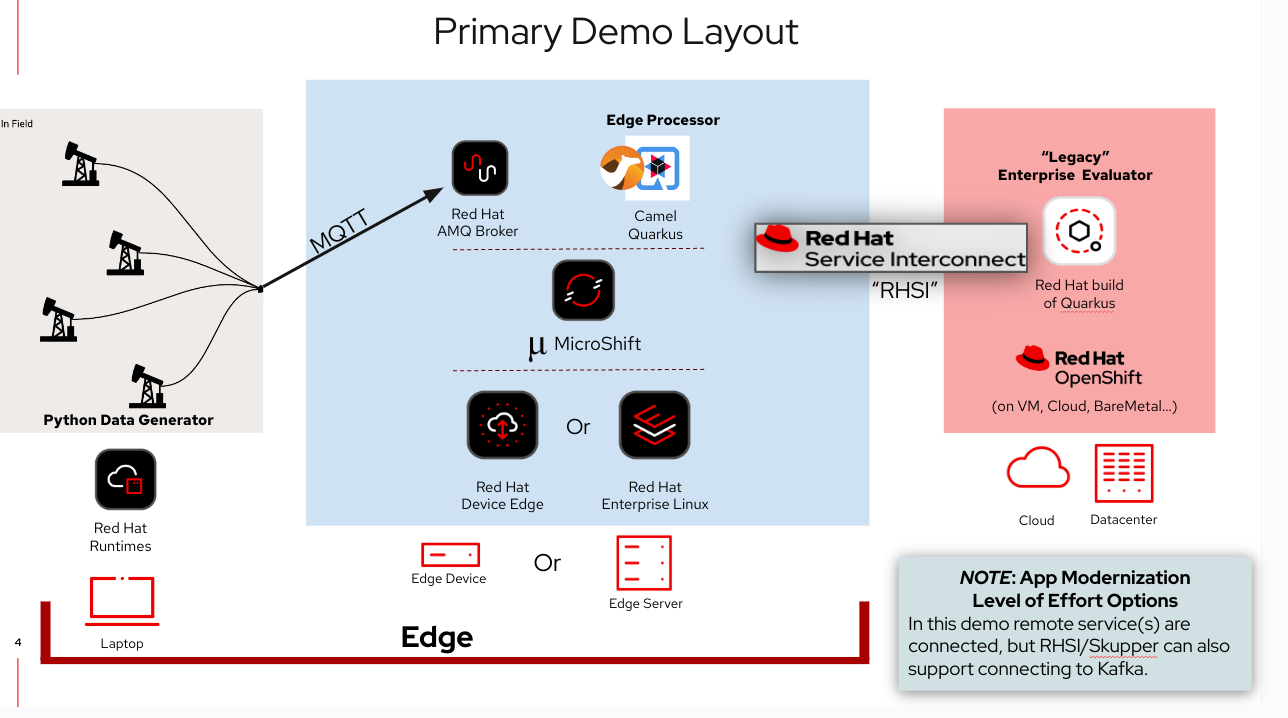 Primary Demo Layout
In Field
Python Data Generator
Red Hat
Runtimes
Laptop
MQTT
Edge Processor
Red Hat
AMQ Broker
Camel
Quarkus
µ MicroShift
Red Hat
Device Edge
Or
Red Hat
Enterprise Linux
Edge Device
Or
Edge Server
Edge
Red Hat
Service Interconnect
“RHSI”
“Legacy”
Enterprise Evaluator
Red Hat build
of Quarkus
Red Hat
OpenShift
(on VM, Cloud, BareMetal...)
Cloud
Datacenter
NOTE: App Modernization
Level of Effort Options
In this demo remote service(s) are
connected, but RHSI/Skupper can also
support connecting to Kafka.
4